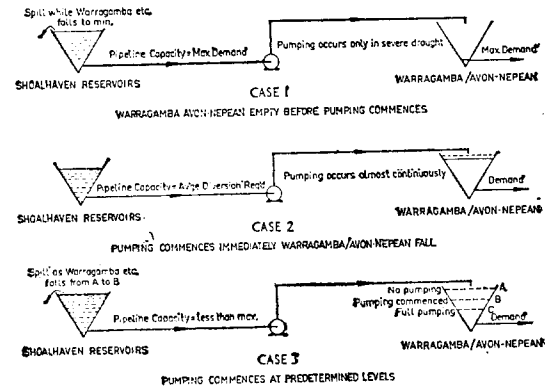 Spill while Warragamba etc.
falls to min.
Pipeline Capacity=Max Demand
Pumping occurs only in severe drought
Max Demand
SHOALHAVEN RESERVOIRS
CASE 1
WARRAGAMBA/AVON-NEPEAN
WARRAGAMBA AVON-NEPEAN EMPTY BEFORE PUMPING COMMENCES
Pipeline Capacity=Av'ge Diversion Req'd
Pumping occurs almost continuously
Demand
SHOALHAVEN RESERVOIRS
CASE 2
WARRAGAMBA/AVON-NEPEAN
PUMPING COMMENCES IMMEDIATELY WARRAGAMBA/AVON-NEPEAN FALL
Spill as Warragamba etc.
falls from A to B
No pumping
A
Pumping commenced
B
Pipeline Capacity=less than max.
Full pumping
C
Demand
SHOALHAVEN RESERVOIRS
CASE 3
WARRAGAMBA/AVON-NEPEAN
PUMPING COMMENCES AT PREDETERMINED LEVELS